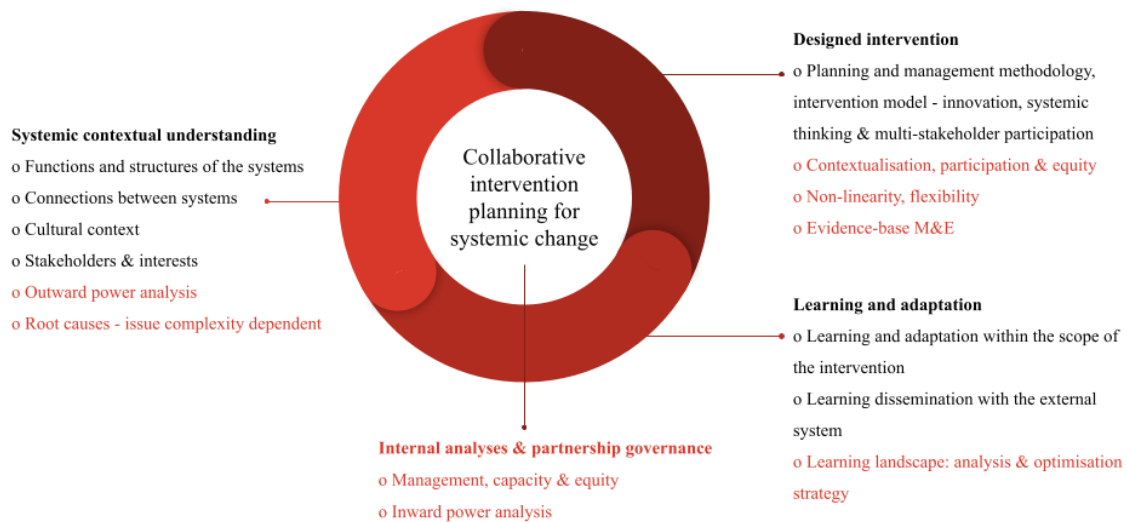 Systemic contextual understanding
o Functions and structures of the systems
o Connections between systems
o Cultural context
o Stakeholders & interests
o Outward power analysis
o Root causes - issue complexity dependent
Collaborative
intervention
planning for
systemic change
Designed intervention
o Planning and management methodology,
intervention model - innovation, systemic
thinking & multi-stakeholder participation
o Contextualisation, participation & equity
o Non-linearity, flexibility
o Evidence-base M&E
Learning and adaptation
o Learning and adaptation within the scope of
the intervention
o Learning dissemination with the external
system
o Learning landscape: analysis & optimisation
strategy
Internal analyses & partnership governance
o Management, capacity & equity
o Inward power analysis